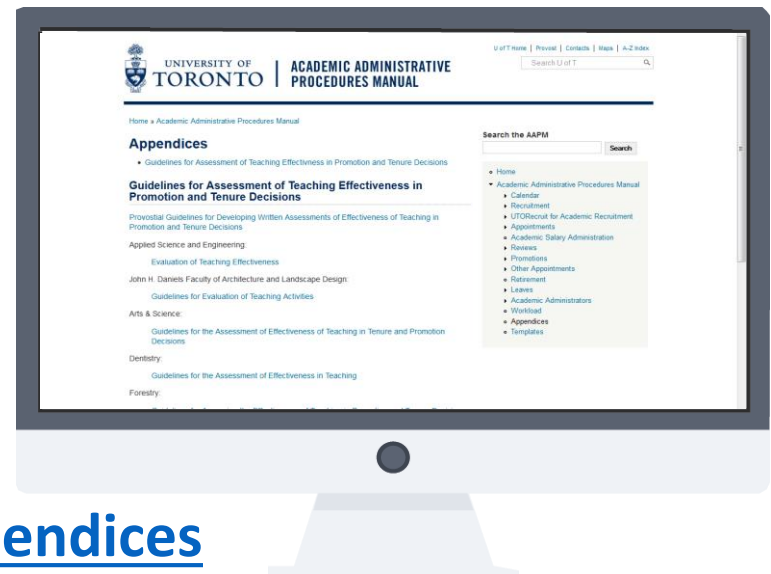 U of T Home | Provost | Contacts | Maps | A-Z Index
Search U of T
UNIVERSITY OF
TORONTO
ACADEMIC ADMINISTRATIVE
PROCEDURES MANUAL
Home » Academic Administrative Procedures Manual
Appendices
• Guidelines for Assessment of Teaching Effectivness in Promotion and Tenure Decisions
Guidelines for Assessment of Teaching Effectiveness in
Promotion and Tenure Decisions
Provostial Guidelines for Developing Written Assessments of Effectiveness of Teaching in
Promotion and Tenure Decisions
Applied Science and Engineering:
Evaluation of Teaching Effectiveness
John H. Daniels Faculty of Architecture and Landscape Design:
Guidelines for Evaluation of Teaching Activities
Arts & Science:
Guidelines for the Assessment of Effectiveness of Teaching in Tenure and Promotion
Decisions
Dentistry:
Guidelines for the Assessment of Effectiveness in Teaching
Forestry:
Search the AAPM
Search
Home
Academic Administrative Procedures Manual
Calendar
Recruitment
UTORecruit for Academic Recruitment
Appointments
Academic Salary Administration
Reviews
Promotions
Other Appointments
Retirement
Leaves
Academic Administrators
Workload
Appendices
Templates
endices